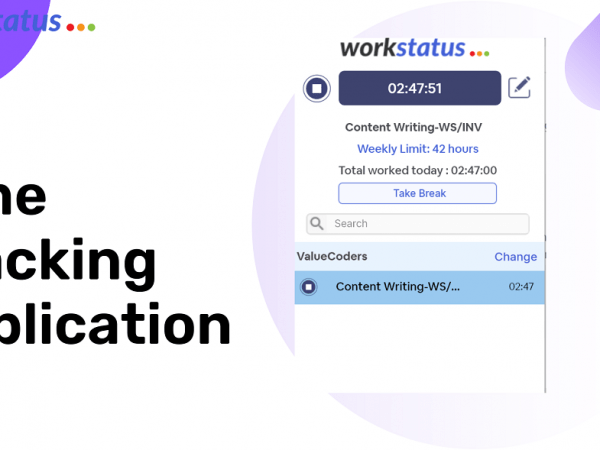 tatus
workstatus
02:47:51
Content Writing-WS/INV
Weekly Limit: 42 hours
Total worked today : 02:47:00
Take Break
Search
ValueCoders Change
Content Writing-WS/... 02:47
me
acking
plication